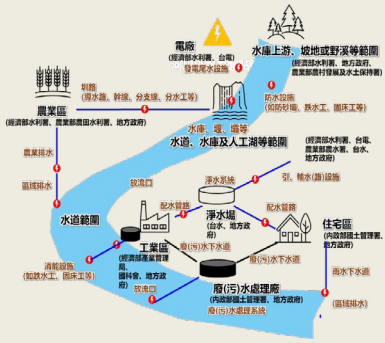 電廠
(經濟部水利署、台電)
發電尾水設施
水庫上游、坡地或野溪等範圍
(經濟部水利署、地方政府、
農業部農村發展及水土保持署)
圳路
(導水路、幹線、分支線、分水工等)
農業區
(經濟部水利署、農業部農田水利署、地方政府)
防水設施
(如防砂壩、跌水工、固床工等)
水庫、堰、壩等
水道、水庫及人工湖等範圍
(經濟部水利署、台電、
農業部農水署、台水、
地方政府)
農業排水
區域排水
放流口
淨水系統
引、輸水(路)設施
配水管路
配水管路
水道範圍
淨水場
(台水、地方政
府)
住宅區
(內政部國土管理署、
地方政府)
工業區
(經濟部產業管理
局、
國科會、地方政
府)
廢(污)水下水道
廢(污)水下水道
消能設施
(如跌水工、固床工等)
雨水下水道
放流口
廢(污)水處理廠
(內政部國土管理署、地方政府)
廢(污)水處理系統
(區域排水)